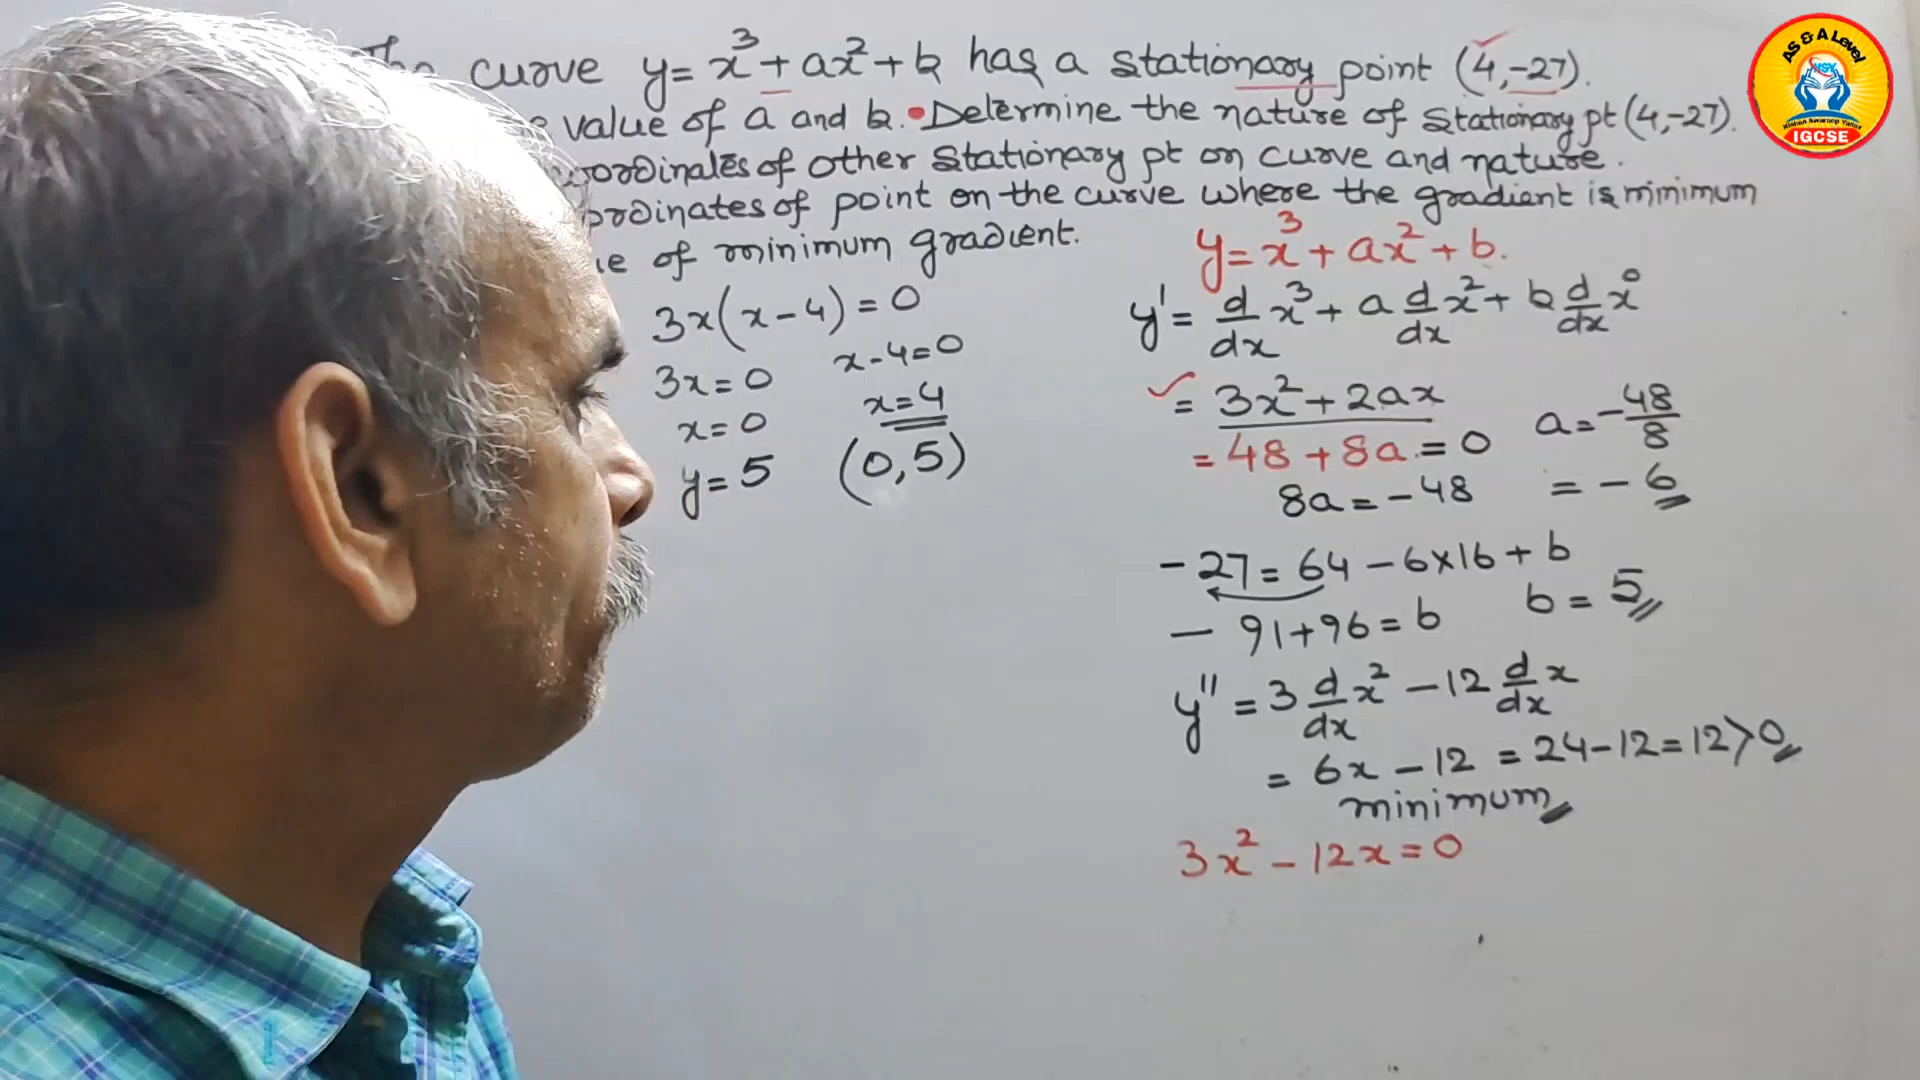 curve y = x³ + ax² + b has a stationary point (4, -27).
value of a and b. • Determine the nature of stationary pt (4, -27).
oordinates of other stationary pt on curve and nature.
ordinates of point on the curve where the gradient is minimum
of minimum gradient.
3x(x - 4) = 0
3x = 0 x - 4 = 0
x = 0 x = 4
y = 5 (0, 5)
y = x³ + ax² + b.
y' = d/dx x³ + a d/dx x² + b d/dx x⁰
= 3x² + 2ax a = -48/8
= 48 + 8a = 0
8a = -48 = -6
-27 = 64 - 6×16 + b
- 91 + 96 = b b = 5
y'' = 3 d/dx x² - 12 d/dx x
= 6x - 12 = 24 - 12 = 12 > 0
minimum
3x² - 12x = 0
AS & A Level
KSY
Kishan Swaroop Yadav
IGCSE